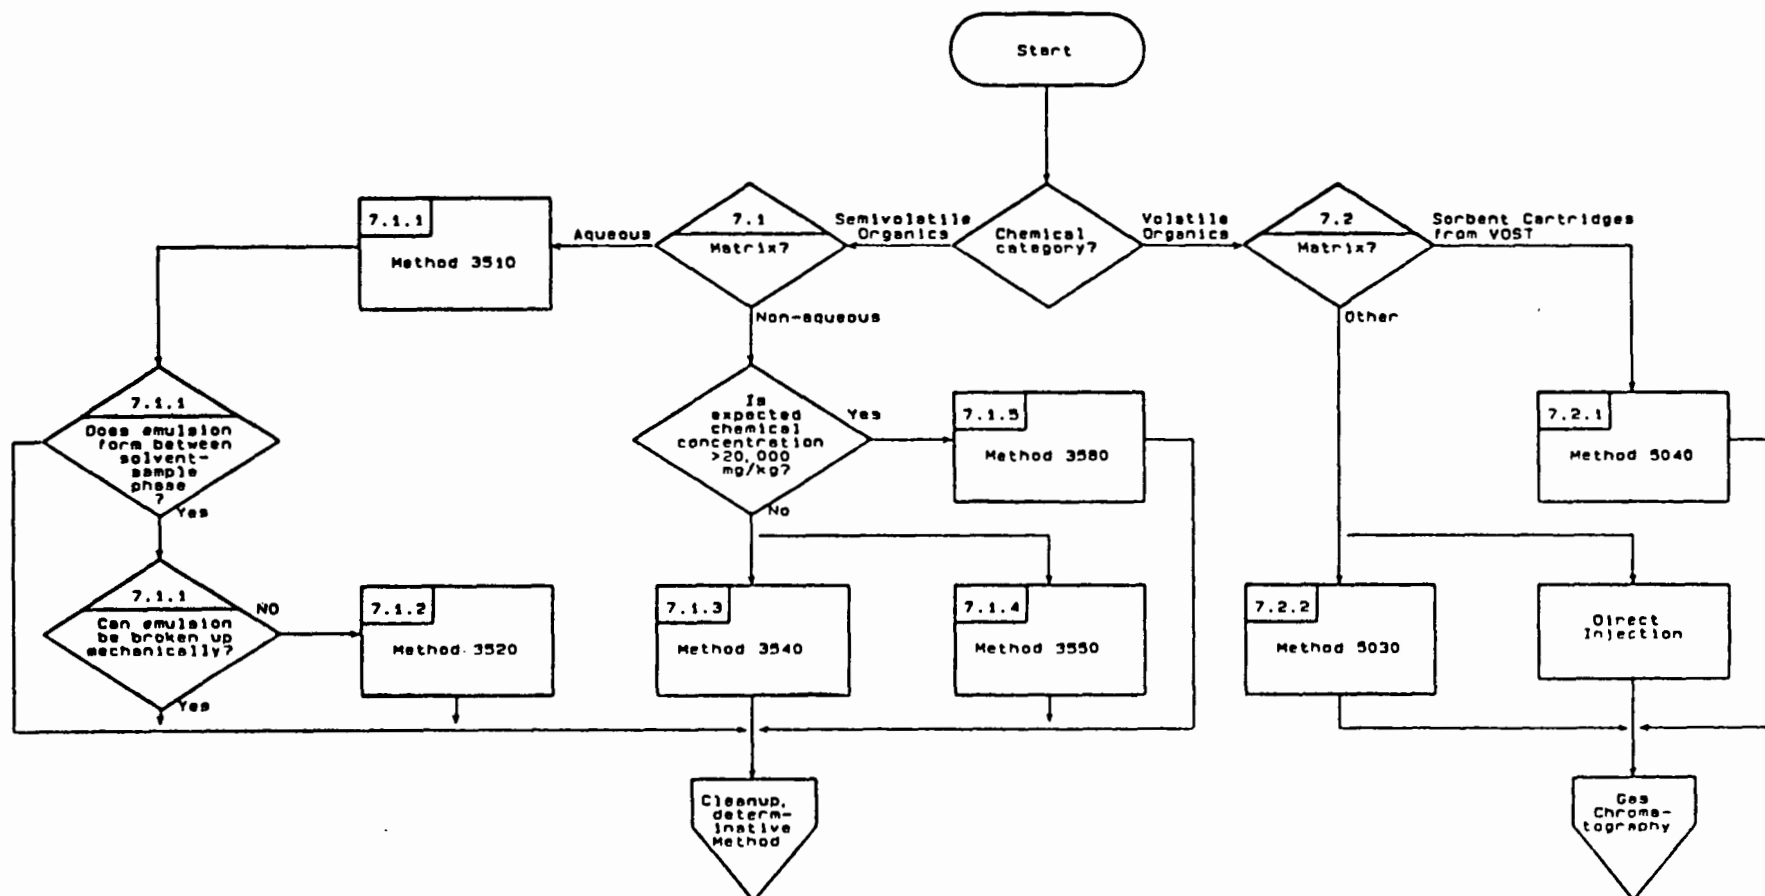 Start
7.1.1
Method 3510
Aqueous
7.1
Matrix?
Semivolatile
Organics
Chemical
category?
Volatile
Organics
7.2
Matrix?
Sorbent Cartridges
from VOST
Non-aqueous
Other
7.1.1
Does emulsion
form between
solvent-
sample
phase
?
Yes
Is
expected
chemical
concentration
>20,000
mg/kg?
Yes
No
7.1.5
Method 3580
7.2.1
Method 5040
7.1.1
Can emulsion
be broken up
mechanically?
NO
Yes
7.1.2
Method 3520
7.1.3
Method 3540
7.1.4
Method 3550
7.2.2
Method 5030
Direct
Injection
Cleanup,
determ-
inative
Method
Gas
Chroma-
tography